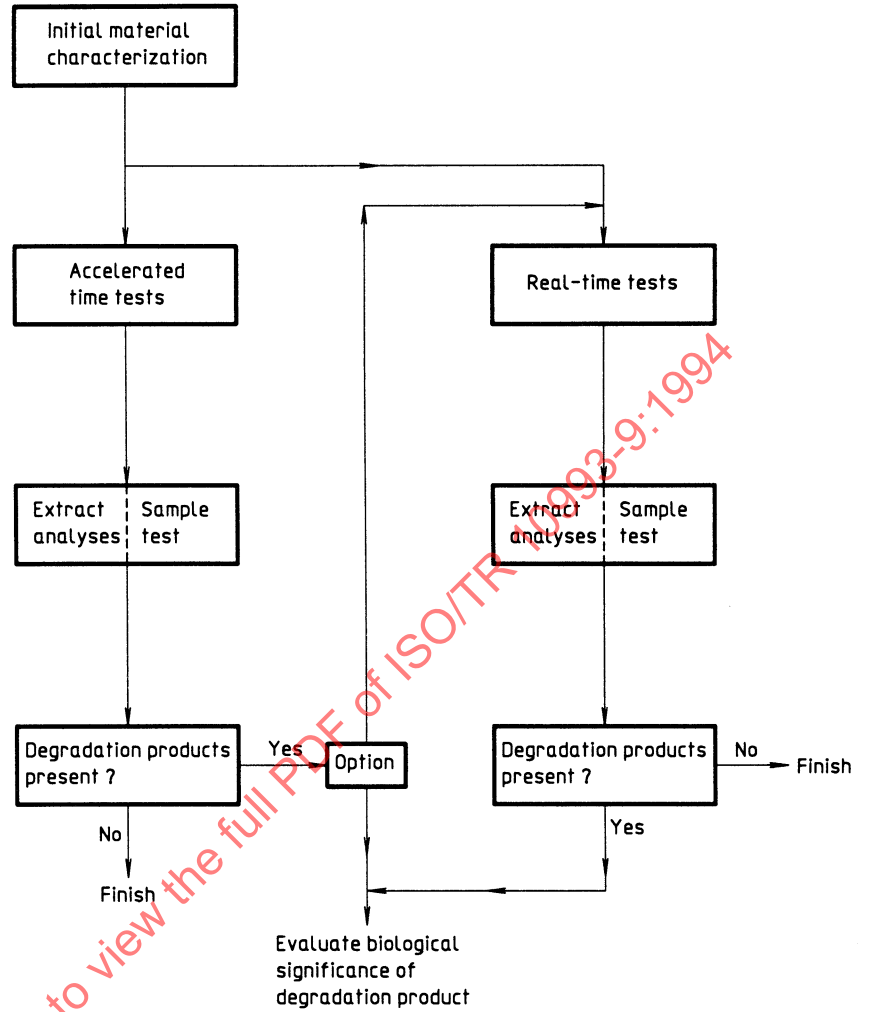 Initial material
characterization
Accelerated
time tests
Real-time tests
Extract
analyses
Sample
test
Extract
analyses
Sample
test
Degradation products
present ?
Yes
Option
Degradation products
present ?
No
Finish
No
Finish
Yes
Evaluate biological
significance of
degradation product
to view the full PDF of ISO/TR 10993-9:1994